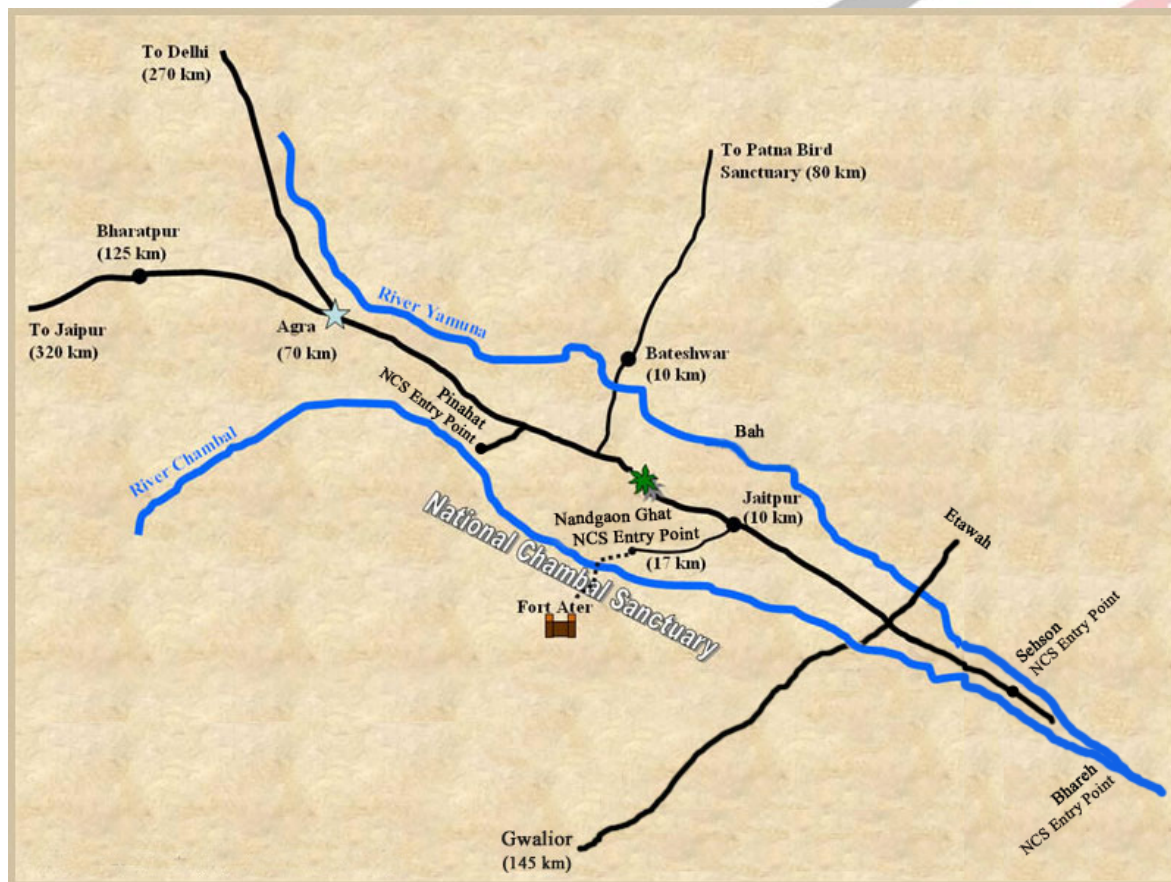 To Delhi
(270 km)
To Patna Bird
Sanctuary (80 km)
Bharatpur
(125 km)
River Yamuna
To Jaipur
(320 km)
Agra
(70 km)
Bateshwar
(10 km)
Pinahat
NCS Entry Point
River Chambal
Bah
National Chambal Sanctuary
Jaitpur
(10 km)
Nandgaon Ghat
NCS Entry Point
(17 km)
Etawah
Fort Ater
Sehson
NCS Entry Point
Bhareh
NCS Entry Point
Gwalior
(145 km)